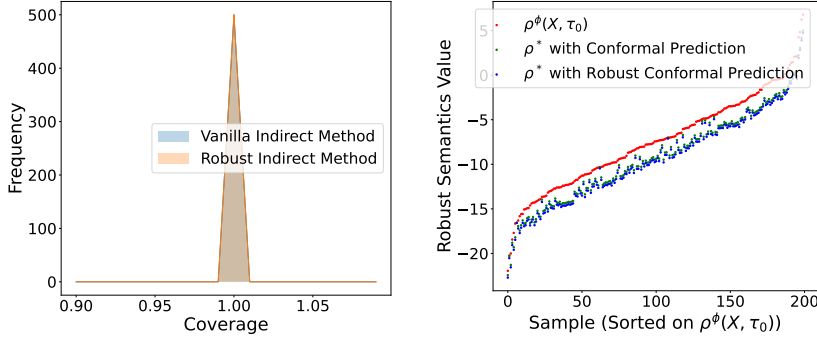 500
400
300
200
100
0
Frequency
0.90
0.95
1.00
1.05
Coverage
Vanilla Indirect Method
Robust Indirect Method
5
0
−5
−10
−15
−20
Robust Semantics Value
0
50
100
150
200
Sample (Sorted on ρ^ϕ(X, τ₀))
ρ^ϕ(X, τ₀)
ρ* with Conformal Prediction
ρ* with Robust Conformal Prediction